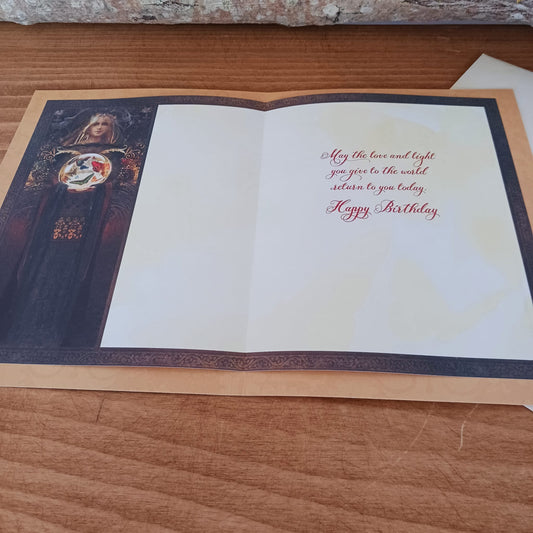 May the love and light
you give to the world
return to you today.
Happy Birthday